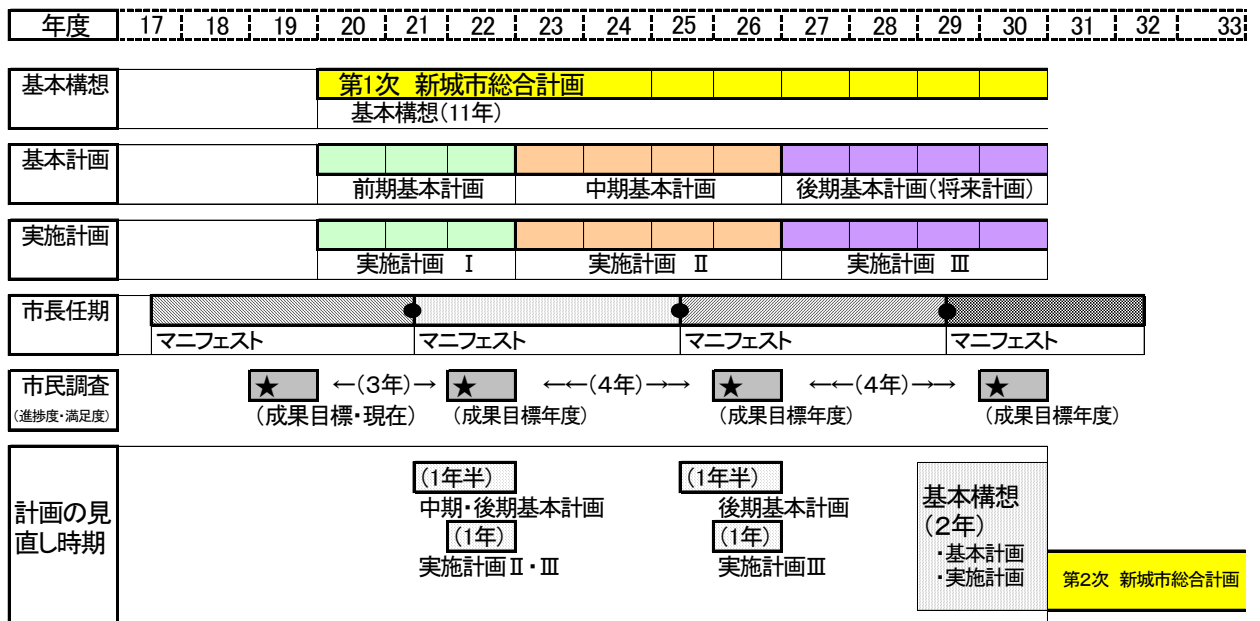 年度 17 18 19 20 21 22 23 24 25 26 27 28 29 30 31 32 33
基本構想 第1次 新城市総合計画
基本構想(11年)
基本計画
前期基本計画 中期基本計画 後期基本計画(将来計画)
実施計画
実施計画 Ⅰ 実施計画 Ⅱ 実施計画 Ⅲ
市長任期
マニフェスト マニフェスト マニフェスト マニフェスト
市民調査 ★ ←(3年)→ ★ ←←(4年)→→ ★ ←←(4年)→→ ★
(進捗度・満足度) (成果目標・現在) (成果目標年度) (成果目標年度) (成果目標年度)
計画の見
直し時期
(1年半)
中期・後期基本計画
(1年)
実施計画Ⅱ・Ⅲ
(1年半)
後期基本計画
(1年)
実施計画Ⅲ
基本構想
(2年)
・基本計画
・実施計画
第2次 新城市総合計画